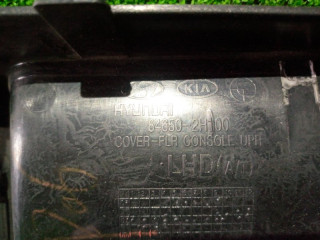 KIA
HYUNDAI
84650-2H100
COVER-FLR CONSOLE UPR
LHD(A/T)